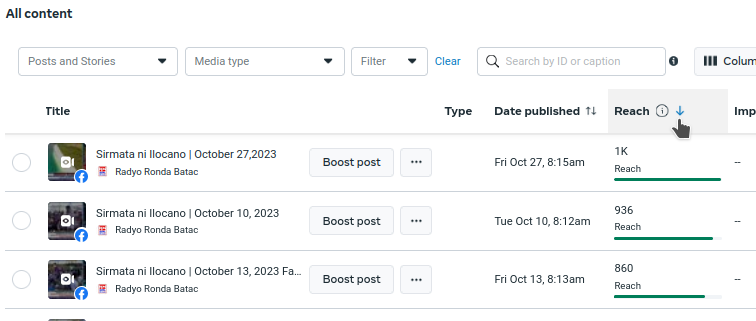 All content
Posts and Stories
Media type
Filter
Clear
Search by ID or caption
Colum
Title
Type
Date published
Reach
Imp
Sirmata ni Ilocano | October 27,2023
Radyo Ronda Batac
Boost post
Fri Oct 27, 8:15am
1K
Reach
--
Sirmata ni Ilocano | October 10, 2023
Radyo Ronda Batac
Boost post
Tue Oct 10, 8:12am
936
Reach
--
Sirmata ni Ilocano | October 13, 2023 Fa...
Radyo Ronda Batac
Boost post
Fri Oct 13, 8:13am
860
Reach
--